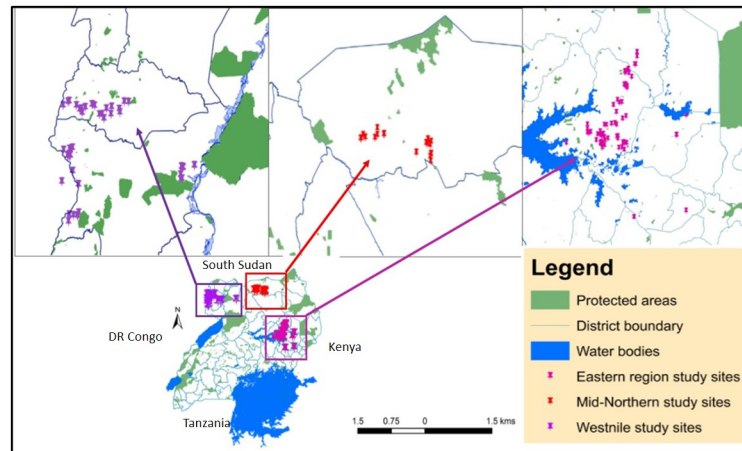 South Sudan
N
DR Congo
Kenya
Tanzania
1.5 0.75 0 1.5 kms
Legend
Protected areas
District boundary
Water bodies
Eastern region study sites
Mid-Northern study sites
Westnile study sites